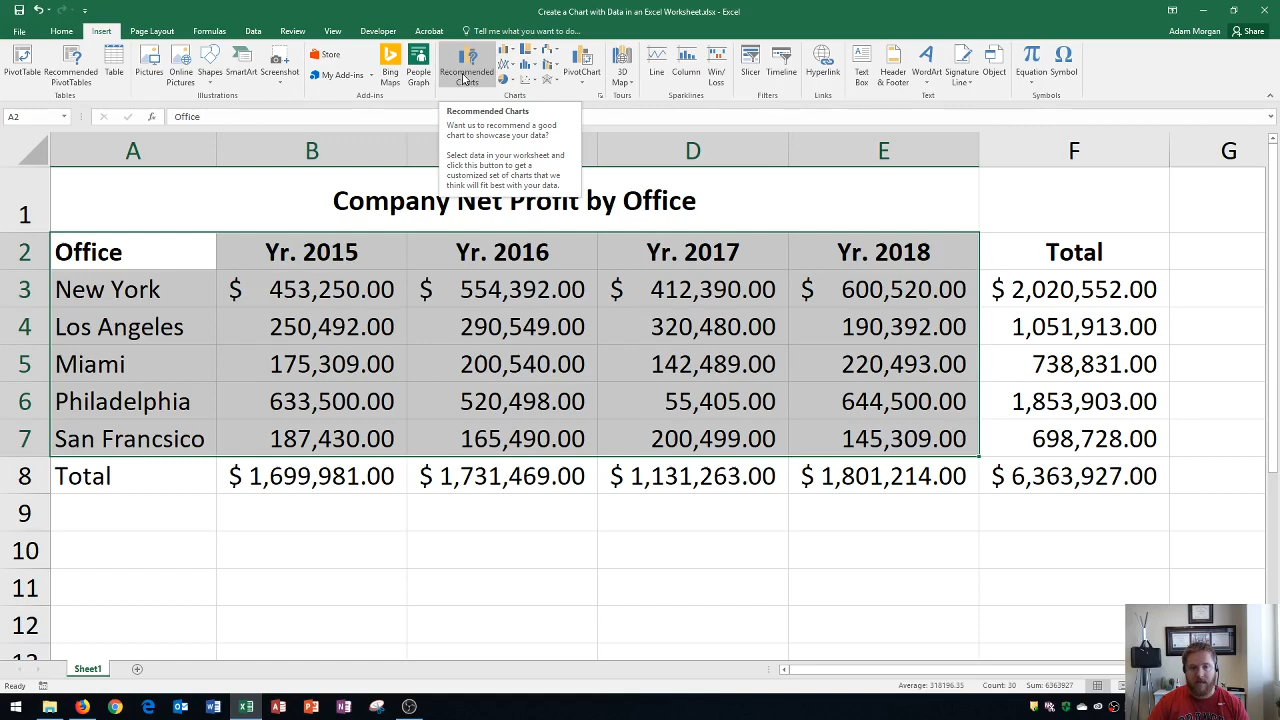 Create a Chart with Data in an Excel Worksheet.xlsx - Excel
Adam Morgan
Share
File Home Insert Page Layout Formulas Data Review View Developer Acrobat Tell me what you want to do...
PivotTable
Recommended PivotTables
Table
Pictures
Online Pictures
Shapes
SmartArt
Screenshot
Store
My Add-ins
Bing Maps
People Graph
Recommended Charts
PivotChart
3D Map
Line
Column
Win/Loss
Slicer
Timeline
Hyperlink
Text Box
Header & Footer
WordArt
Signature Line
Object
Equation
Symbol
Tables Illustrations Add-ins Charts Tours Sparklines Filters Links Text Symbols
A2 fx Office
Recommended Charts
Want us to recommend a good
chart to showcase your data?
Select data in your worksheet and
click this button to get a
customized set of charts that we
think will fit best with your data.
A B D E F G
1 Company Net Profit by Office
2 Office Yr. 2015 Yr. 2016 Yr. 2017 Yr. 2018 Total
3 New York $ 453,250.00 $ 554,392.00 $ 412,390.00 $ 600,520.00 $ 2,020,552.00
4 Los Angeles 250,492.00 290,549.00 320,480.00 190,392.00 1,051,913.00
5 Miami 175,309.00 200,540.00 142,489.00 220,493.00 738,831.00
6 Philadelphia 633,500.00 520,498.00 55,405.00 644,500.00 1,853,903.00
7 San Francsico 187,430.00 165,490.00 200,499.00 145,309.00 698,728.00
8 Total $ 1,699,981.00 $ 1,731,469.00 $ 1,131,263.00 $ 1,801,214.00 $ 6,363,927.00
9
10
11
12
Sheet1
Ready
Average: 318196.35 Count: 30 Sum: 6363927